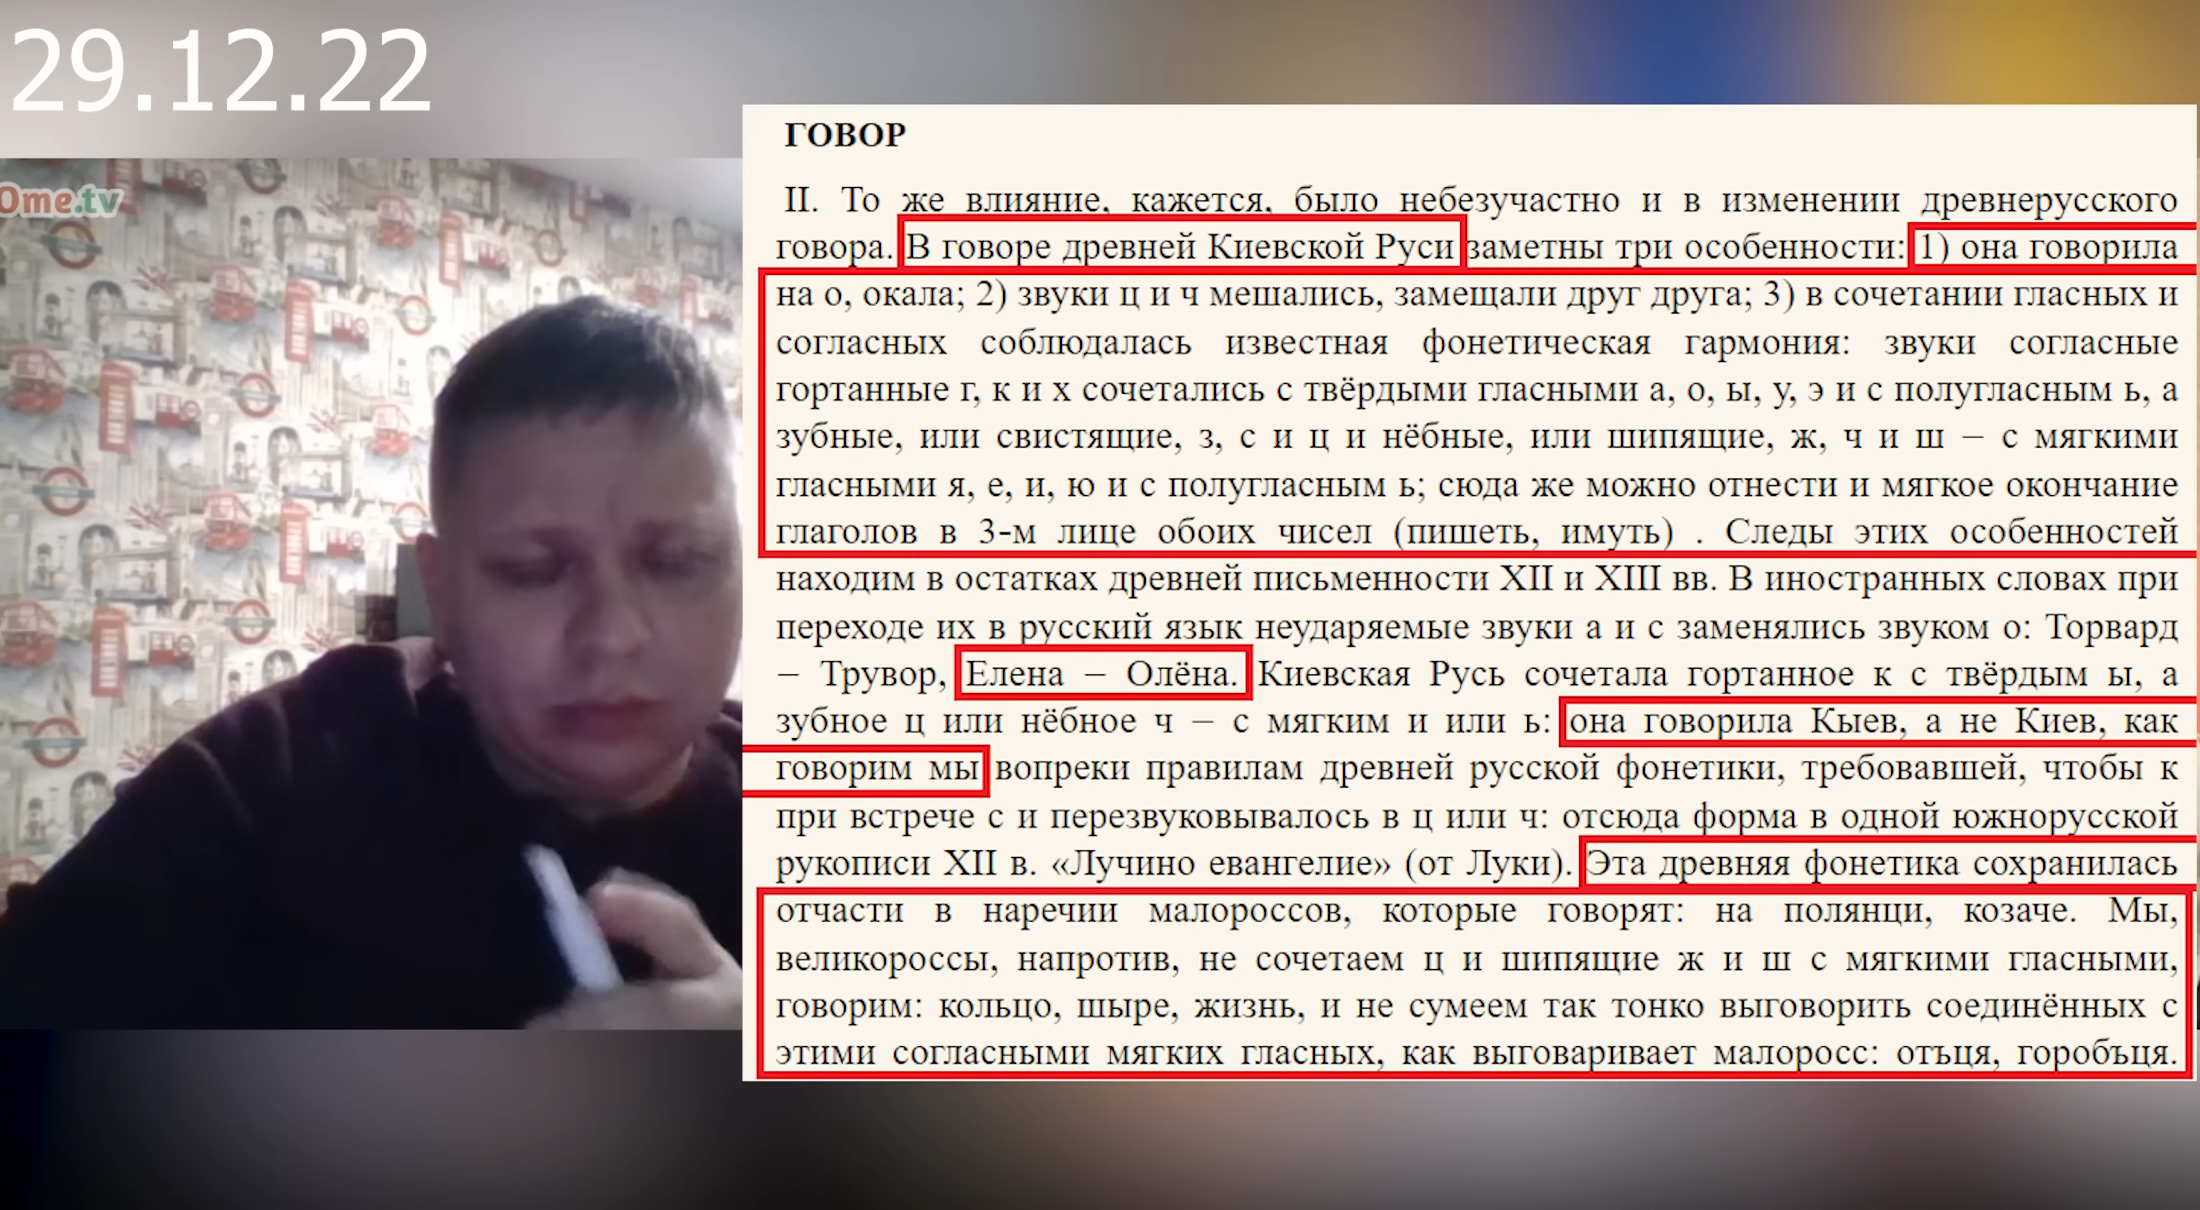 29.12.22
Ome.tv
ГОВОР
II. То же влияние, кажется, было небезучастно и в изменении древнерусского
говора. В говоре древней Киевской Руси заметны три особенности: 1) она говорила
на о, окала; 2) звуки ц и ч мешались, замещали друг друга; 3) в сочетании гласных и
согласных соблюдалась известная фонетическая гармония: звуки согласные
гортанные г, к и х сочетались с твёрдыми гласными а, о, ы, у, э и с полугласным ь, а
зубные, или свистящие, з, с и ц и нёбные, или шипящие, ж, ч и ш – с мягкими
гласными я, е, и, ю и с полугласным ь; сюда же можно отнести и мягкое окончание
глаголов в 3-м лице обоих чисел (пишеть, имуть) . Следы этих особенностей
находим в остатках древней письменности XII и XIII вв. В иностранных словах при
переходе их в русский язык неударяемые звуки а и с заменялись звуком о: Торвард
– Трувор, Елена – Олёна. Киевская Русь сочетала гортанное к с твёрдым ы, а
зубное ц или нёбное ч – с мягким и или ь: она говорила Кыев, а не Киев, как
говорим мы вопреки правилам древней русской фонетики, требовавшей, чтобы к
при встрече с и перезвуковывалось в ц или ч: отсюда форма в одной южнорусской
рукописи XII в. «Лучино евангелие» (от Луки). Эта древняя фонетика сохранилась
отчасти в наречии малороссов, которые говорят: на полянци, козаче. Мы,
великороссы, напротив, не сочетаем ц и шипящие ж и ш с мягкими гласными,
говорим: кольцо, шыре, жизнь, и не сумеем так тонко выговорить соединённых с
этими согласными мягких гласных, как выговаривает малоросс: отъця, горобъця.